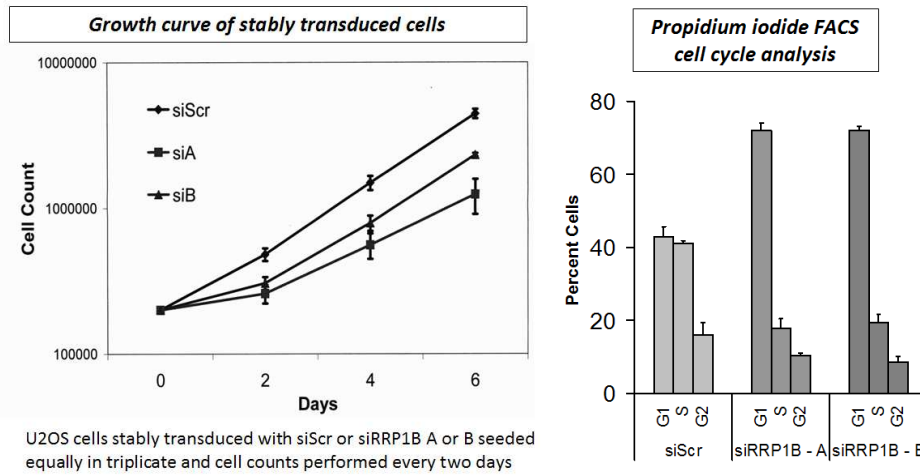 Growth curve of stably transduced cells
10000000
1000000
100000
Cell Count
siScr
siA
siB
0 2 4 6
Days
U2OS cells stably transduced with siScr or siRRP1B A or B seeded
equally in triplicate and cell counts performed every two days
Propidium iodide FACS
cell cycle analysis
80
60
40
20
0
Percent Cells
G1 S G2 G1 S G2 G1 S G2
siScr siRRP1B - A siRRP1B - B